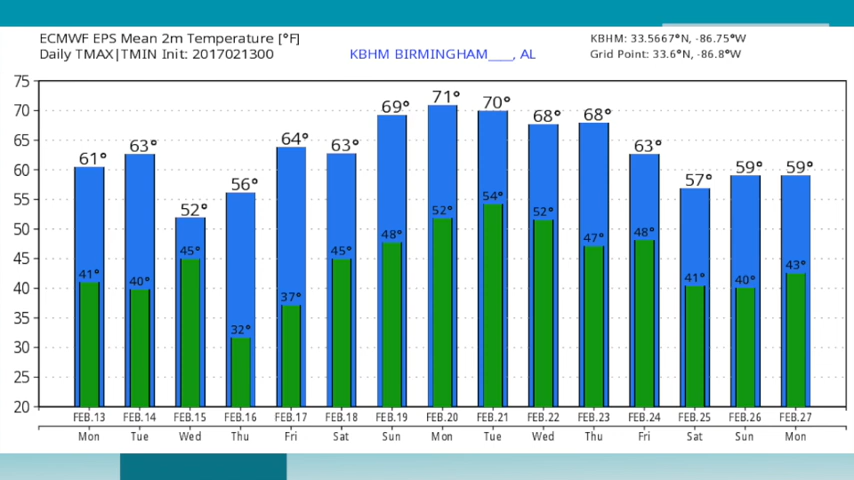 ECMWF EPS Mean 2m Temperature [°F]
Daily TMAX|TMIN Init: 2017021300
KBHM BIRMINGHAM____, AL
KBHM: 33.5667°N, -86.75°W
Grid Point: 33.6°N, -86.8°W
75
70
65
60
55
50
45
40
35
30
25
20
61° 63° 52° 56° 64° 63° 69° 71° 70° 68° 68° 63° 57° 59° 59°
41° 40° 45° 32° 37° 45° 48° 52° 54° 52° 47° 48° 41° 40° 43°
FEB.13 FEB.14 FEB.15 FEB.16 FEB.17 FEB.18 FEB.19 FEB.20 FEB.21 FEB.22 FEB.23 FEB.24 FEB.25 FEB.26 FEB.27
Mon Tue Wed Thu Fri Sat Sun Mon Tue Wed Thu Fri Sat Sun Mon